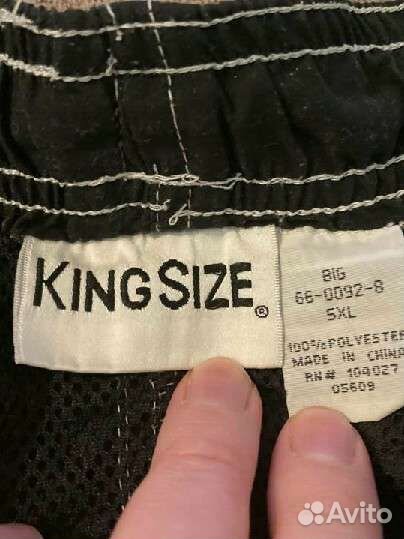 KINGSIZE®
BIG
66-0092-8
5XL
100% POLYESTER
MADE IN CHINA
RN# 104027
05609
Avito